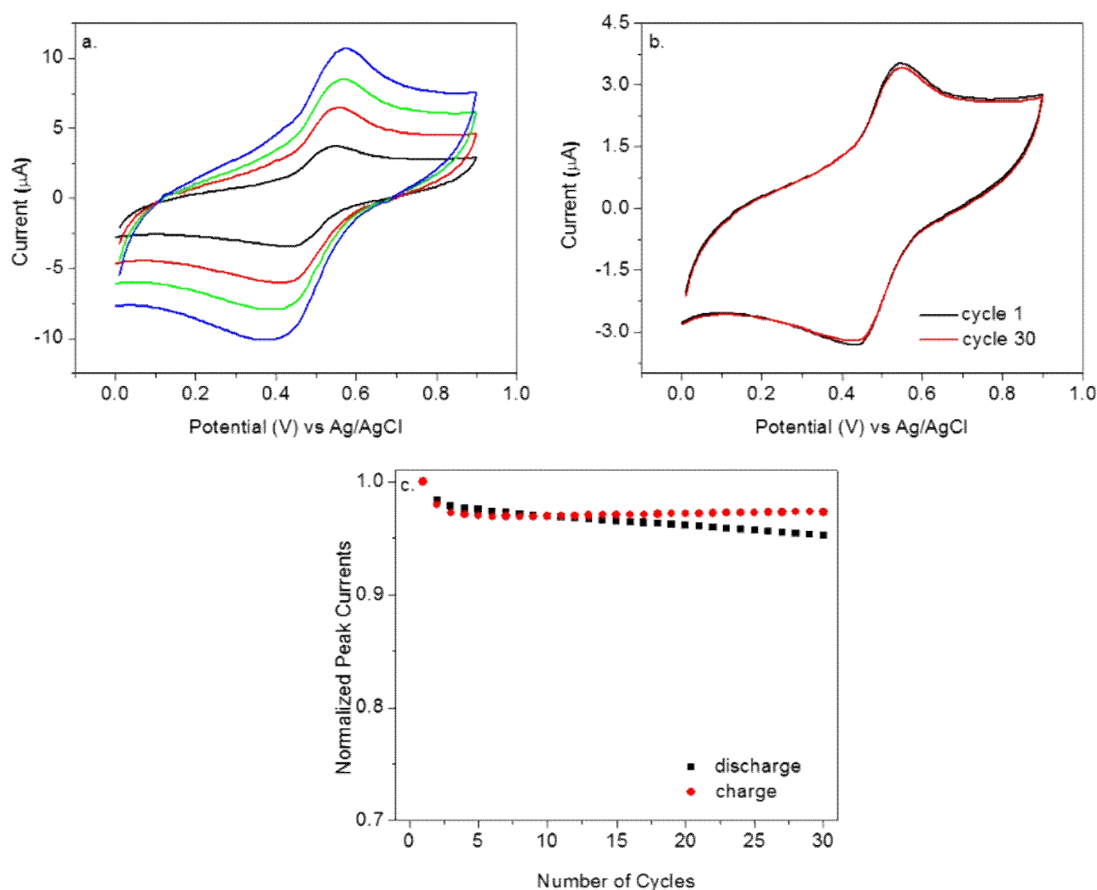 a.
10
5
0
-5
-10
Current (μA)
0.0 0.2 0.4 0.6 0.8 1.0
Potential (V) vs Ag/AgCl
b.
4.5
3.0
1.5
0.0
-1.5
-3.0
Current (μA)
cycle 1
cycle 30
0.0 0.2 0.4 0.6 0.8 1.0
Potential (V) vs Ag/AgCl
c.
1.0
0.9
0.8
0.7
Normalized Peak Currents
discharge
charge
0 5 10 15 20 25 30
Number of Cycles